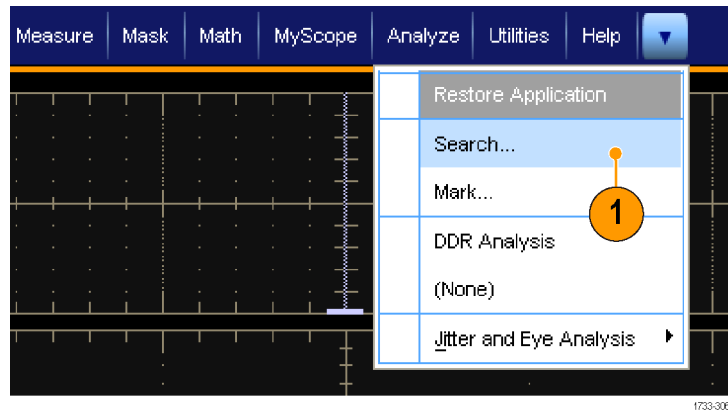 Measure Mask Math MyScope Analyze Utilities Help
Restore Application
Search...
1
Mark...
DDR Analysis
(None)
Jitter and Eye Analysis